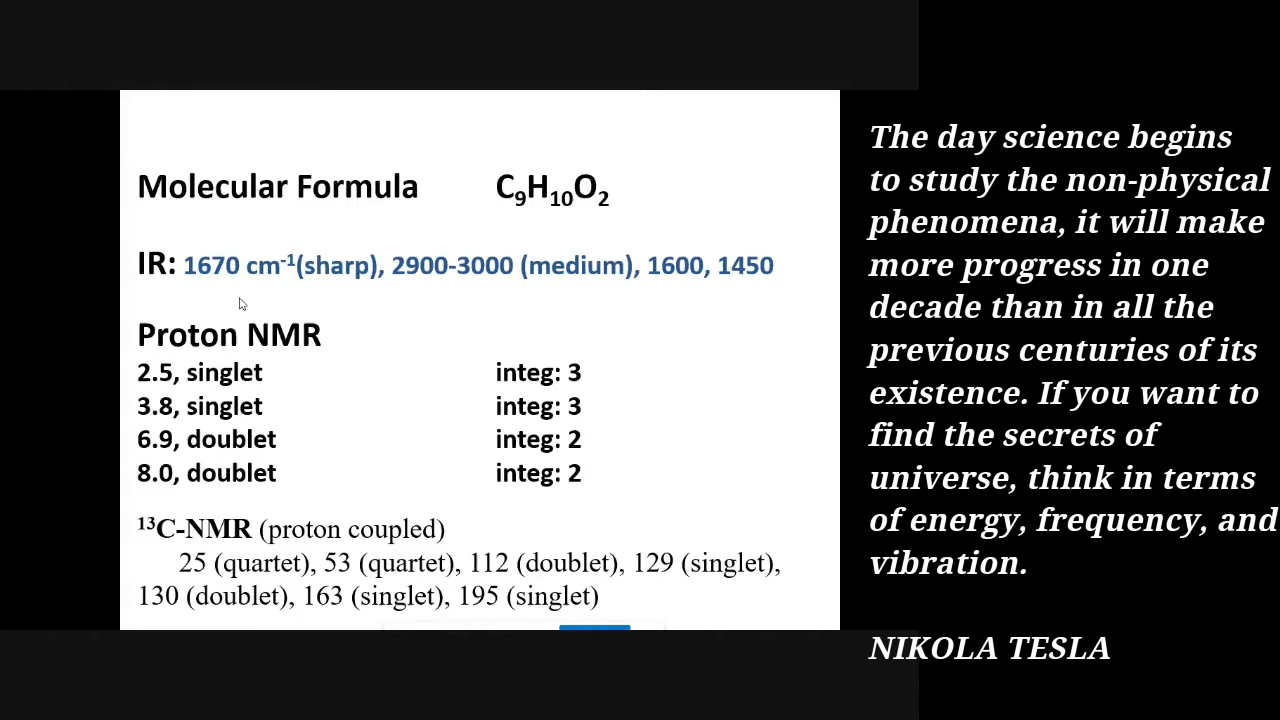 Molecular Formula C₉H₁₀O₂
IR: 1670 cm⁻¹(sharp), 2900-3000 (medium), 1600, 1450
Proton NMR
2.5, singlet integ: 3
3.8, singlet integ: 3
6.9, doublet integ: 2
8.0, doublet integ: 2
¹³C-NMR (proton coupled)
25 (quartet), 53 (quartet), 112 (doublet), 129 (singlet),
130 (doublet), 163 (singlet), 195 (singlet)
The day science begins
to study the non-physical
phenomena, it will make
more progress in one
decade than in all the
previous centuries of its
existence. If you want to
find the secrets of
universe, think in terms
of energy, frequency, and
vibration.
NIKOLA TESLA